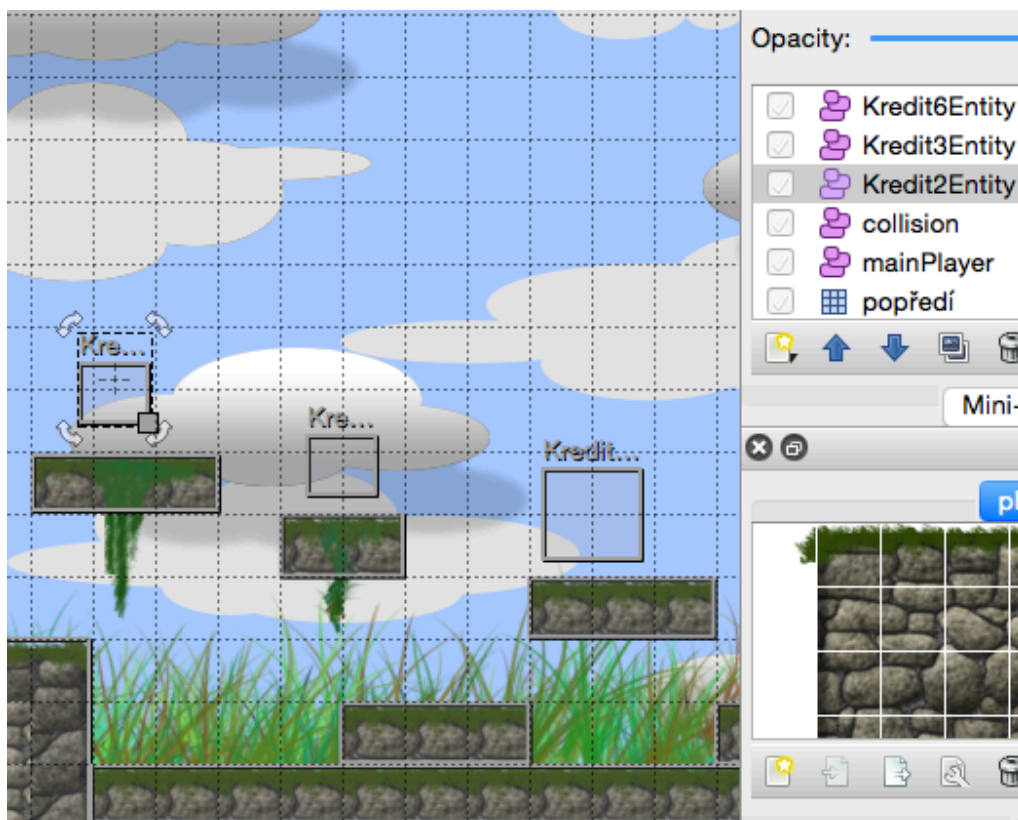 Opacity:
Kredit6Entity
Kredit3Entity
Kredit2Entity
collision
mainPlayer
popředí
Kre...
Kre...
Kredit...
Mini-
pl